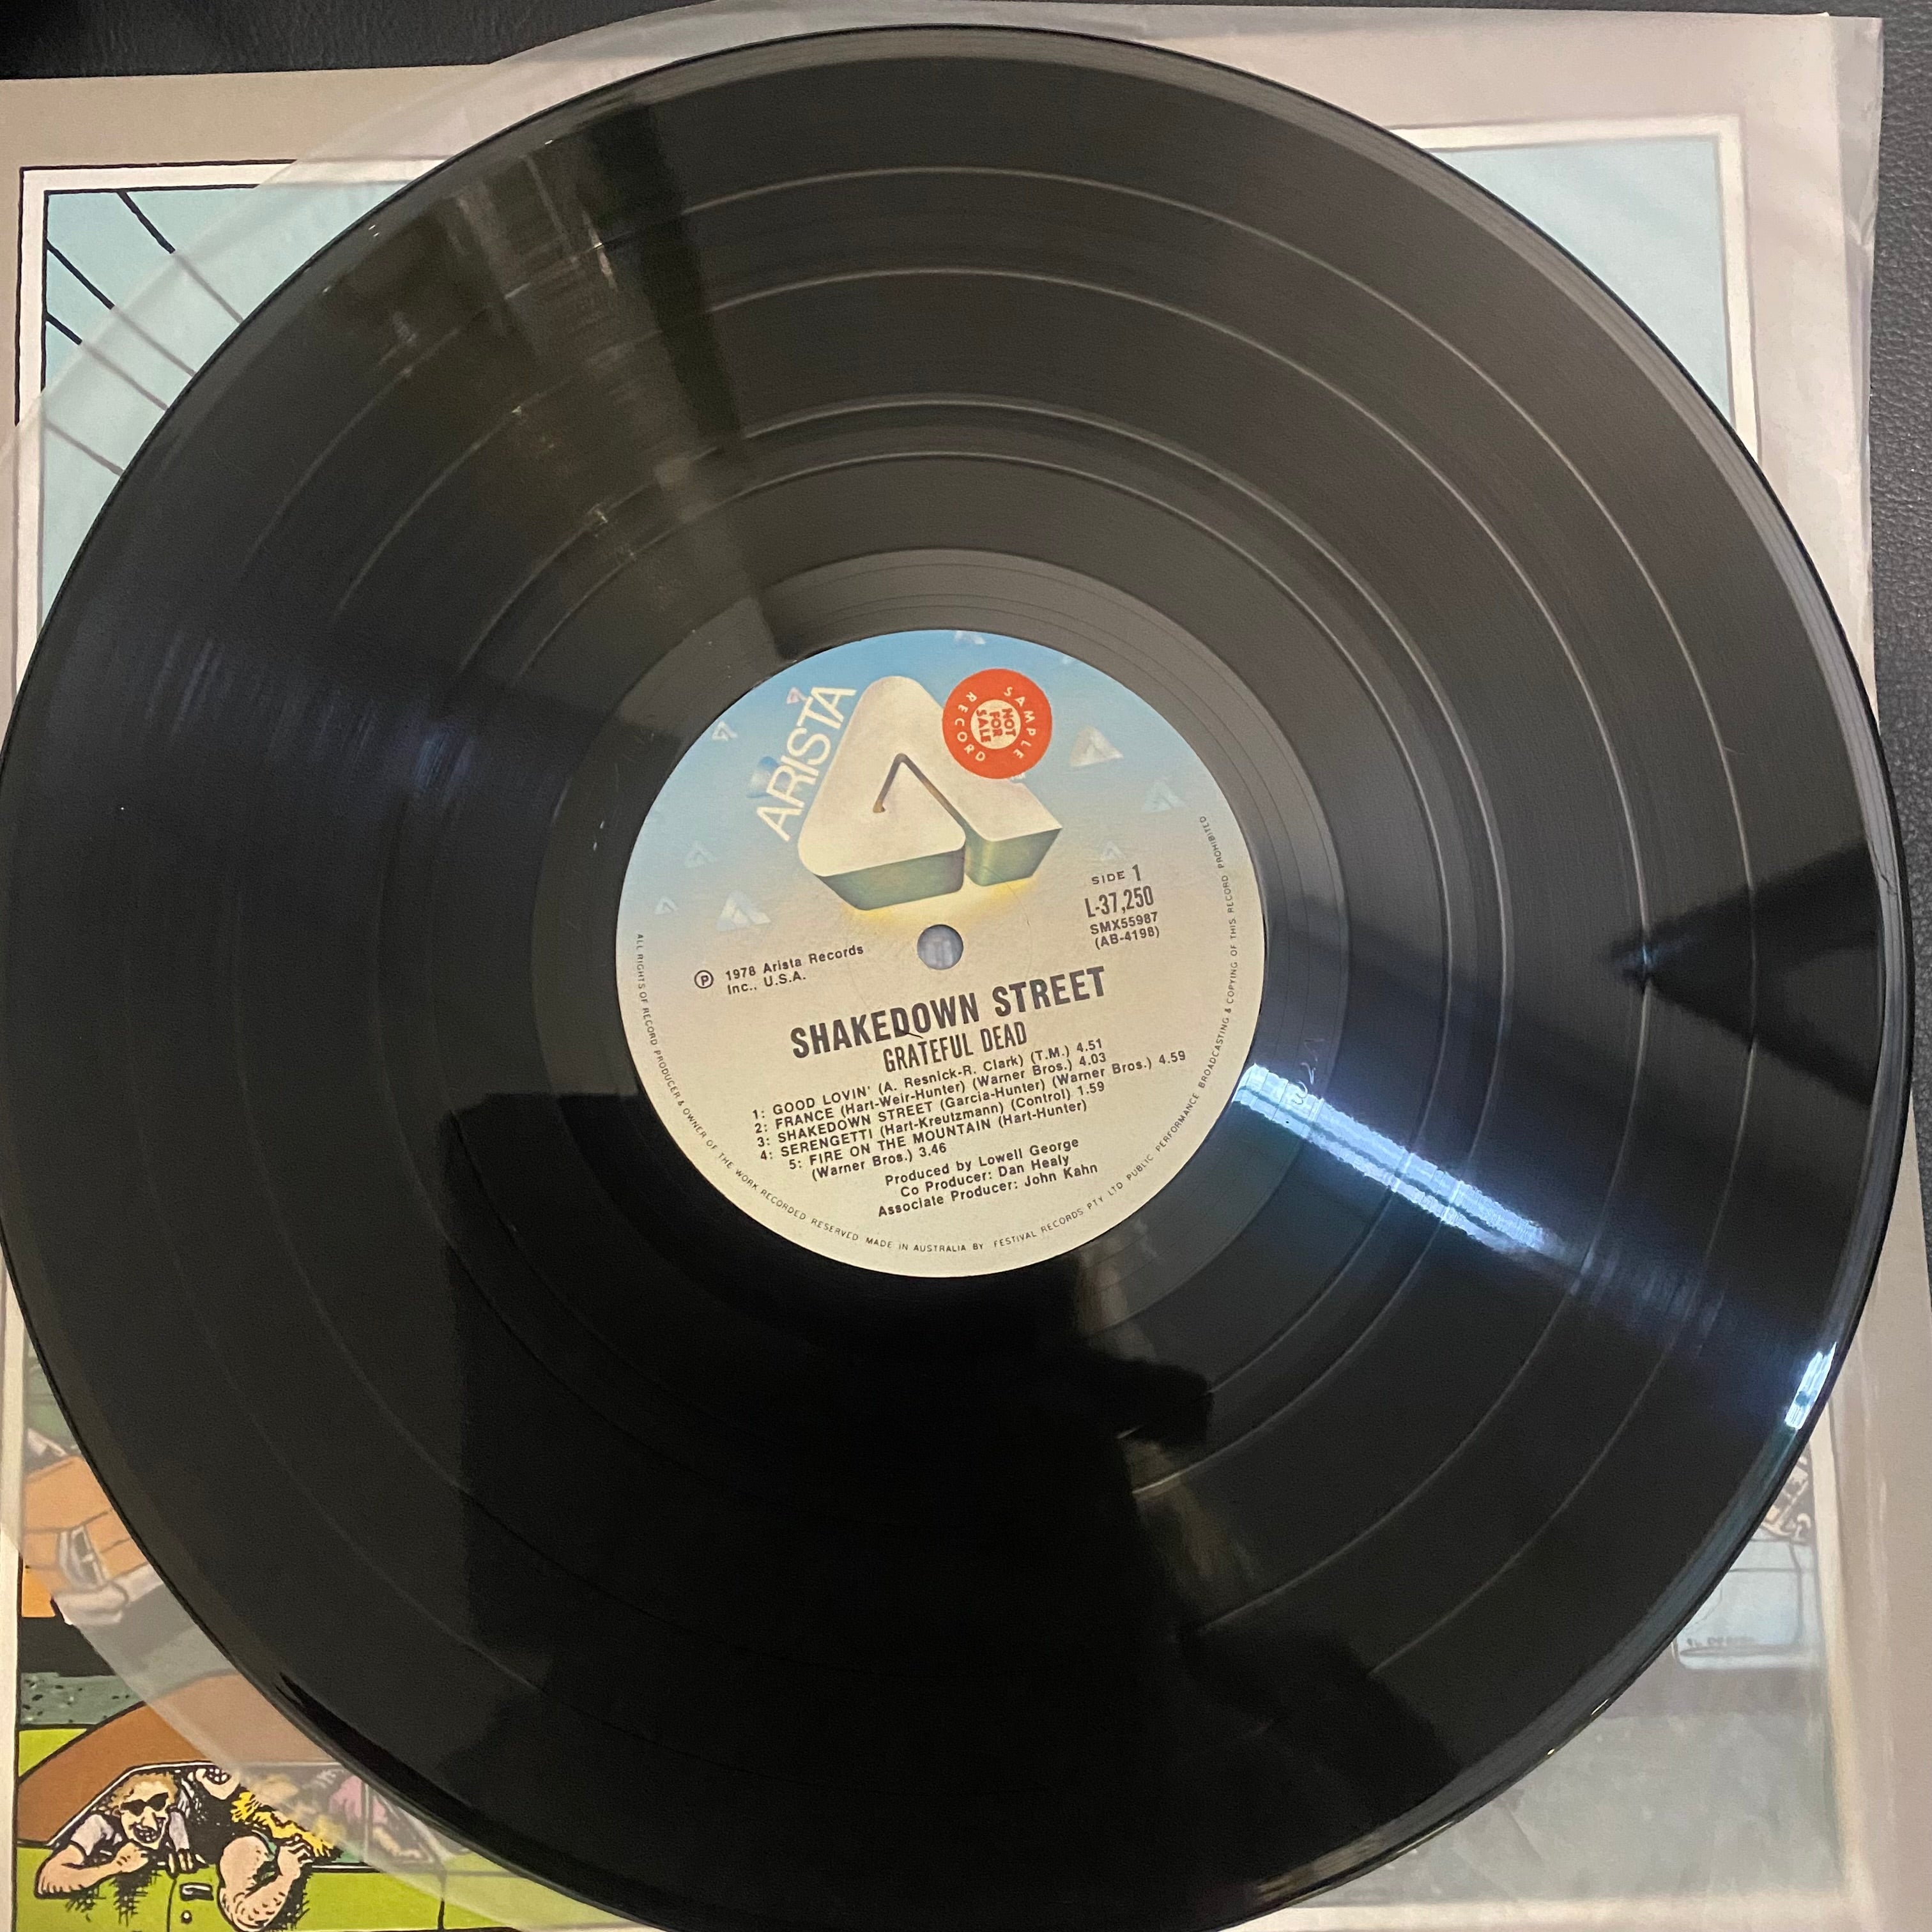 ARISTA
SAMPLE RECORD
NOT
FOR
SALE
SIDE 1
L-37,250
SMX55987
(AB-4198)
Ⓟ 1978 Arista Records
Inc., U.S.A.
SHAKEDOWN STREET
GRATEFUL DEAD
1: GOOD LOVIN' (A. Resnick-R. Clark) (T.M.) 4.51
2: FRANCE (Hart-Weir-Hunter) (Warner Bros.) 4.03
3: SHAKEDOWN STREET (Garcia-Hunter) (Warner Bros.) 4.59
4: SERENGETTI (Hart-Kreutzmann) (Control) 1.59
5: FIRE ON THE MOUNTAIN (Hart-Hunter)
(Warner Bros.) 3.46
Produced by Lowell George
Co Producer: Dan Healy
Associate Producer: John Kahn
ALL RIGHTS OF RECORD PRODUCER & OWNER OF THE WORK RECORDED RESERVED MADE IN AUSTRALIA BY FESTIVAL RECORDS PTY LTD PUBLIC PERFORMANCE BROADCASTING & COPYING OF THIS RECORD PROHIBITED